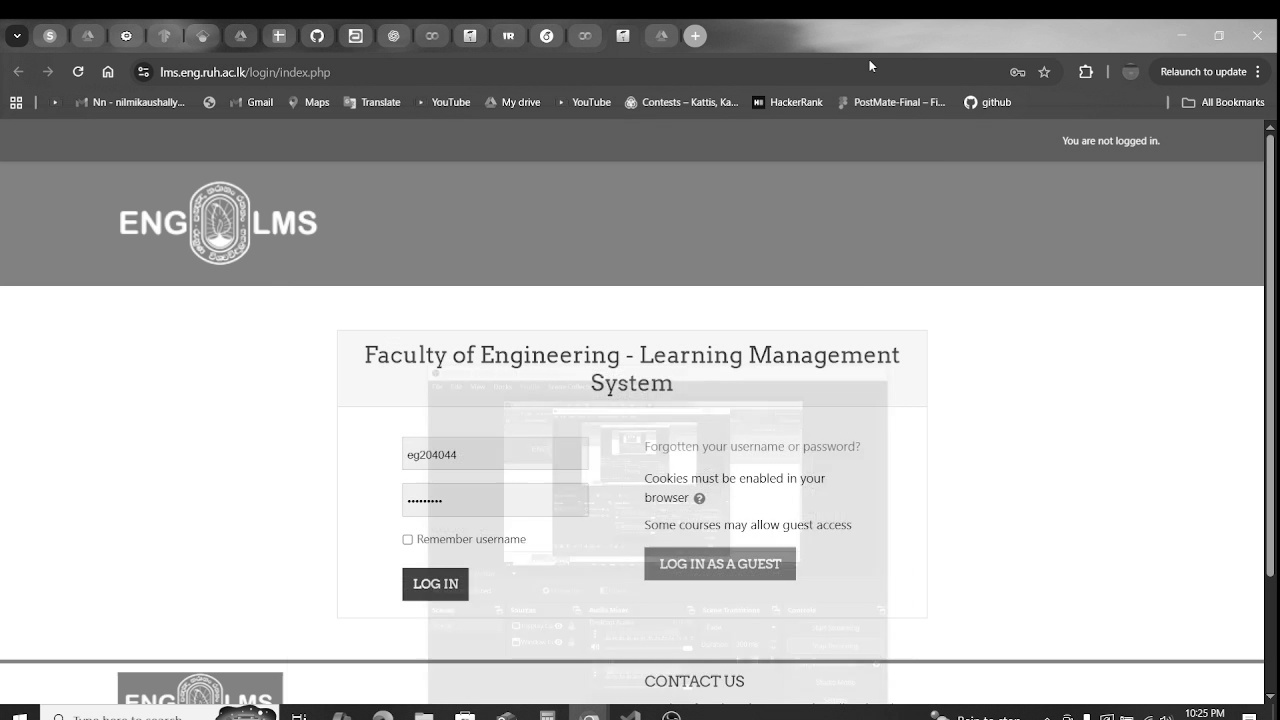 lms.eng.ruh.ac.lk/login/index.php
Relaunch to update
Nn - nilmikaushally...
Gmail
Maps
Translate
YouTube
My drive
YouTube
Contests – Kattis, Ka...
HackerRank
PostMate-Final – Fi...
github
All Bookmarks
You are not logged in.
ENG LMS
Faculty of Engineering - Learning Management
System
eg204044
Forgotten your username or password?
Cookies must be enabled in your
browser
Some courses may allow guest access
Remember username
LOG IN AS A GUEST
LOG IN
CONTACT US
ENG LMS
Type here to search
10:25 PM